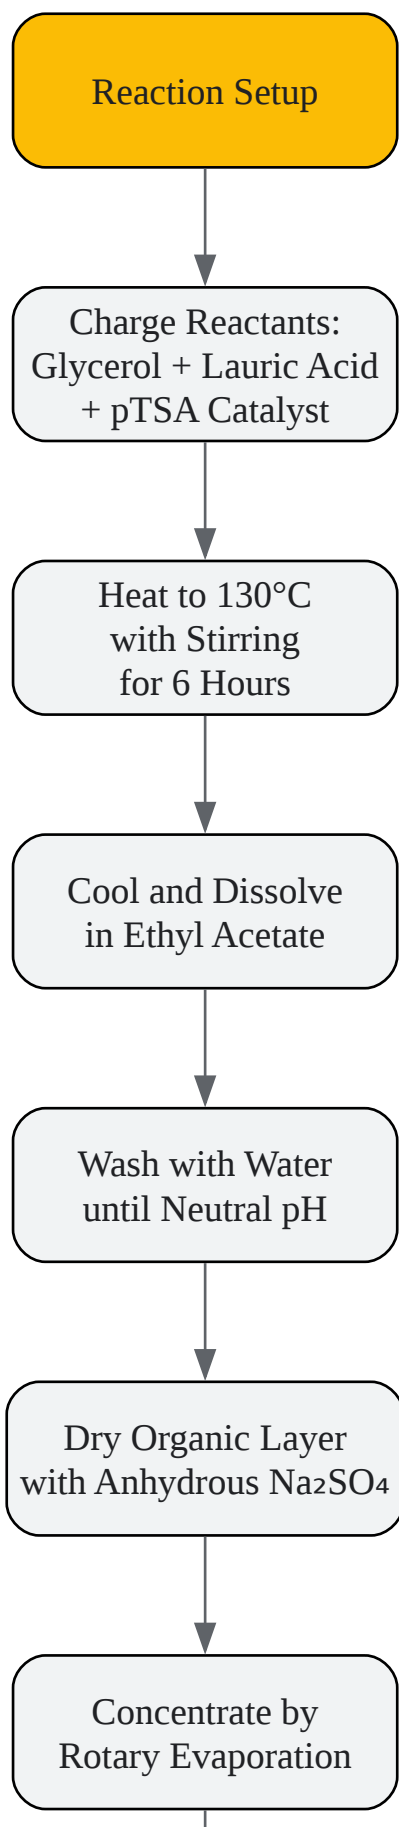 Reaction Setup
Charge Reactants:
Glycerol + Lauric Acid
+ pTSA Catalyst
Heat to 130°C
with Stirring
for 6 Hours
Cool and Dissolve
in Ethyl Acetate
Wash with Water
until Neutral pH
Dry Organic Layer
with Anhydrous Na₂SO₄
Concentrate by
Rotary Evaporation